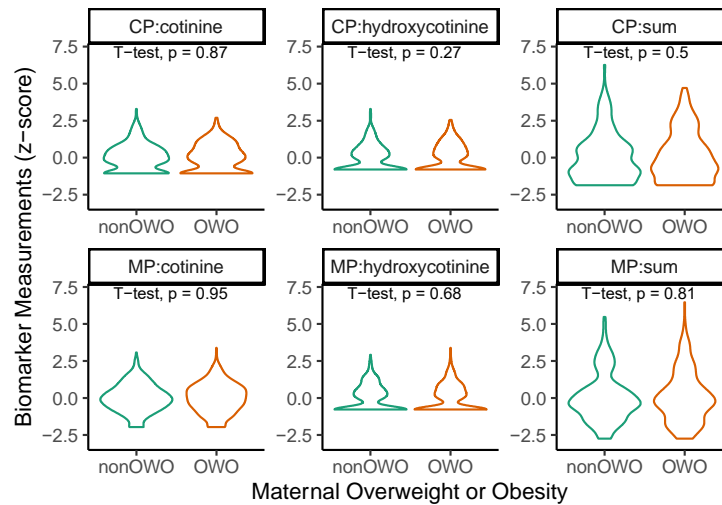 CP:cotinine
CP:hydroxycotinine
CP:sum
T-test, p = 0.87
T-test, p = 0.27
T-test, p = 0.5
7.5
5.0
2.5
0.0
−2.5
nonOWO OWO
nonOWO OWO
nonOWO OWO
MP:cotinine
MP:hydroxycotinine
MP:sum
T-test, p = 0.95
T-test, p = 0.68
T-test, p = 0.81
7.5
5.0
2.5
0.0
−2.5
nonOWO OWO
nonOWO OWO
nonOWO OWO
Biomarker Measurements (z−score)
Maternal Overweight or Obesity
7.5
5.0
2.5
0.0
−2.5
7.5
5.0
2.5
0.0
−2.5
7.5
5.0
2.5
0.0
−2.5
7.5
5.0
2.5
0.0
−2.5